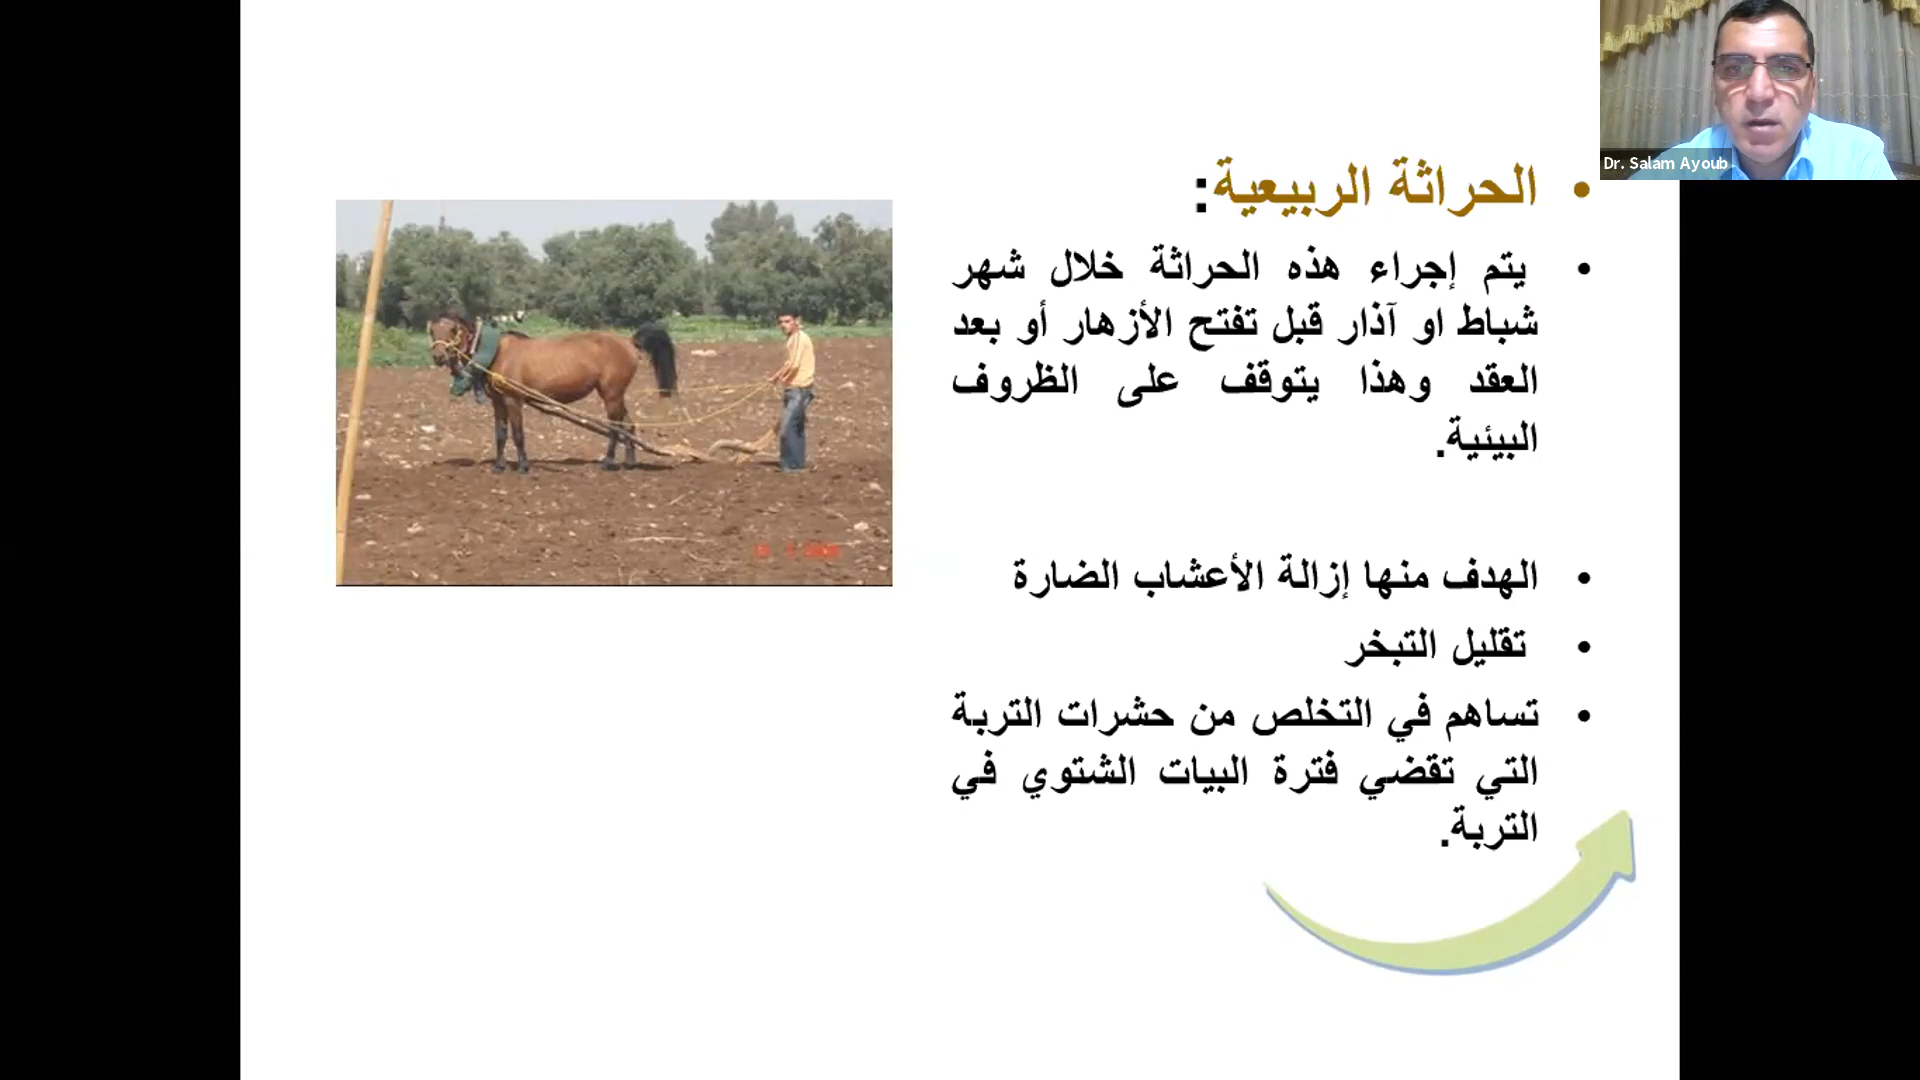 Dr. Salam Ayoub
• الحراثة الربيعية:
• يتم إجراء هذه الحراثة خلال شهر
شباط او آذار قبل تفتح الأزهار أو بعد
العقد وهذا يتوقف على الظروف
البيئية.
• الهدف منها إزالة الأعشاب الضارة
• تقليل التبخر
• تساهم في التخلص من حشرات التربة
التي تقضي فترة البيات الشتوي في
التربة.